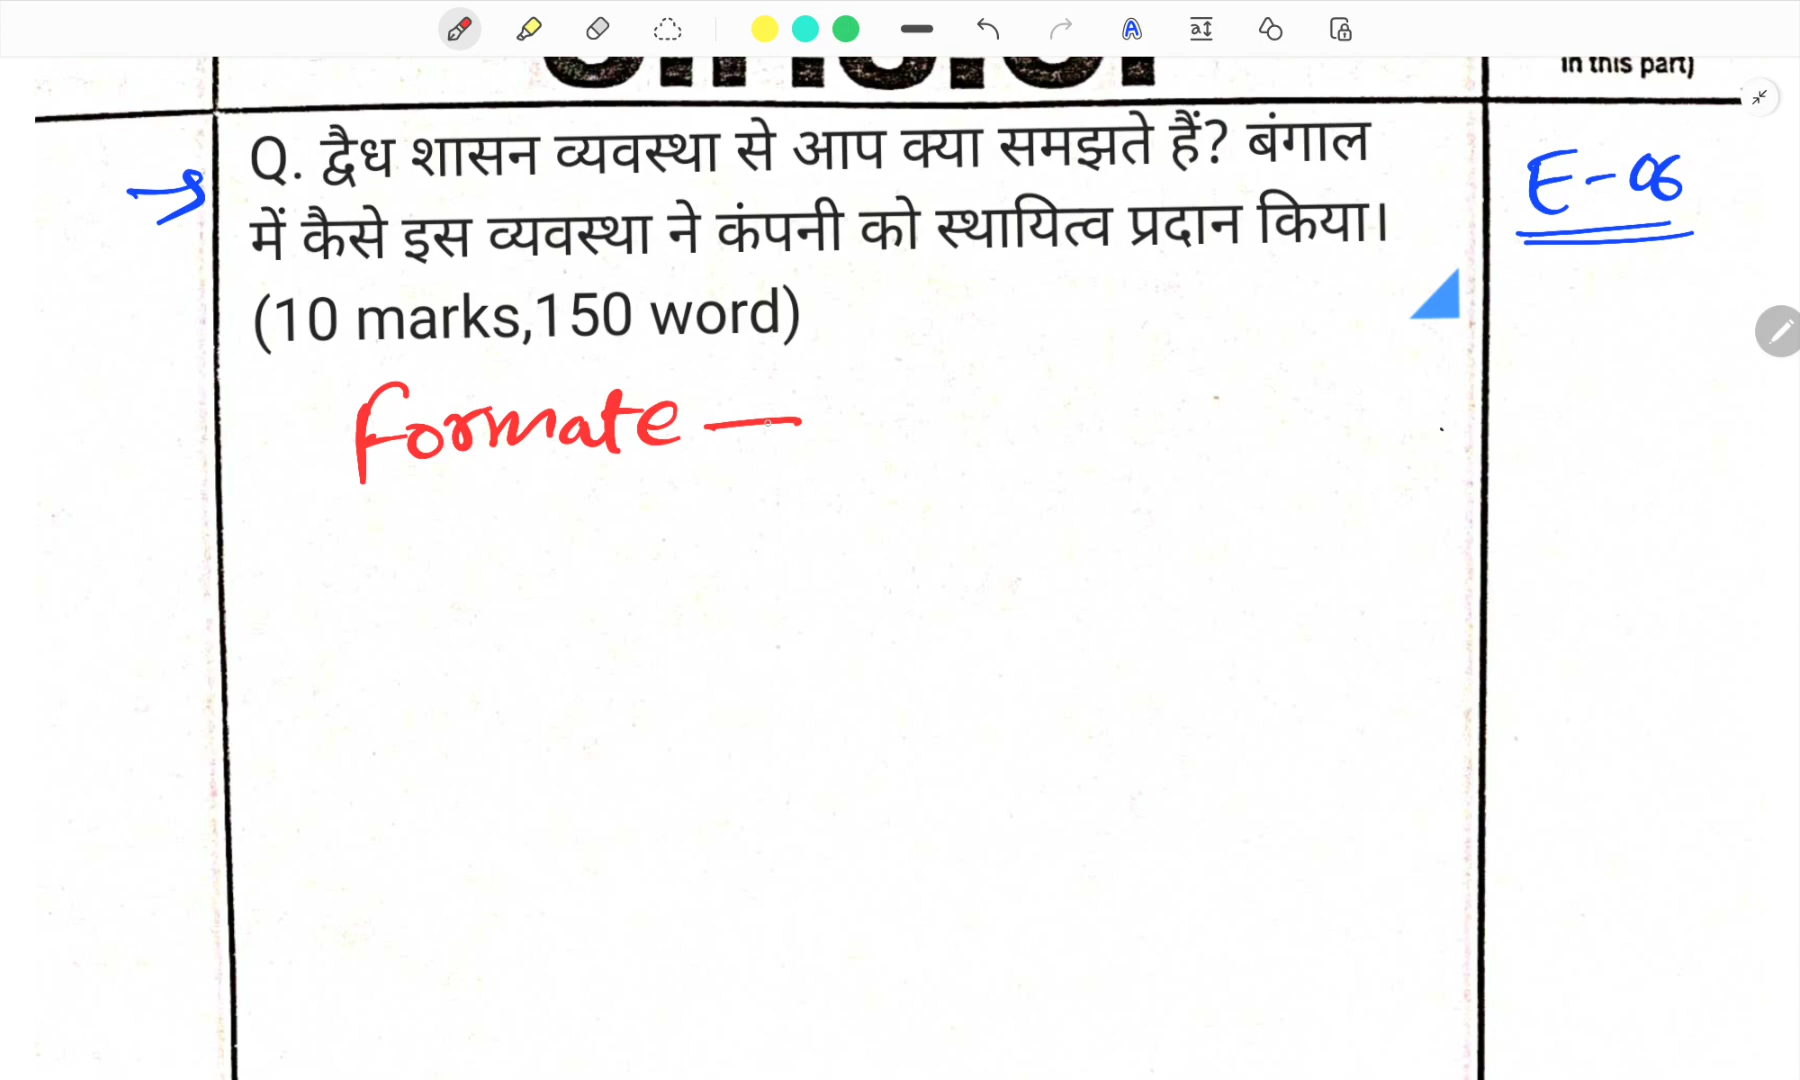 in this part)
Q. द्वैध शासन व्यवस्था से आप क्या समझते हैं? बंगाल
में कैसे इस व्यवस्था ने कंपनी को स्थायित्व प्रदान किया।
(10 marks,150 word)
E-06
formate —